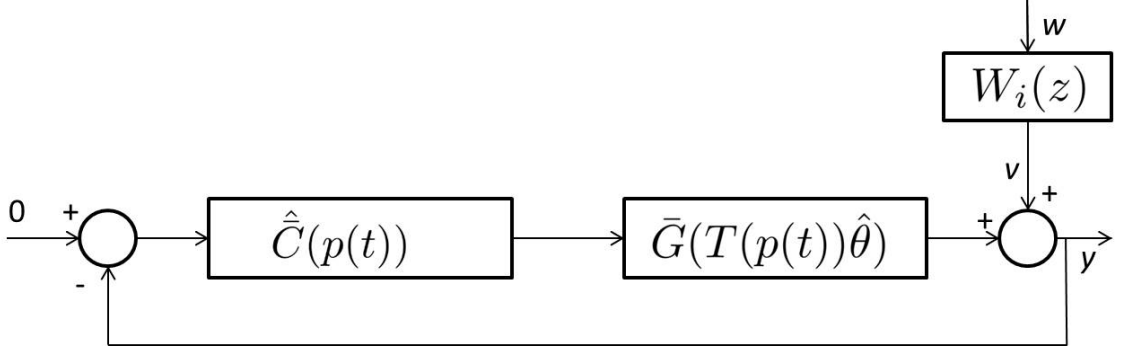 w
W_i(z)
v
0 + + +
\hat{\bar{C}}(p(t)) \bar{G}(T(p(t))\hat{\theta})
- y